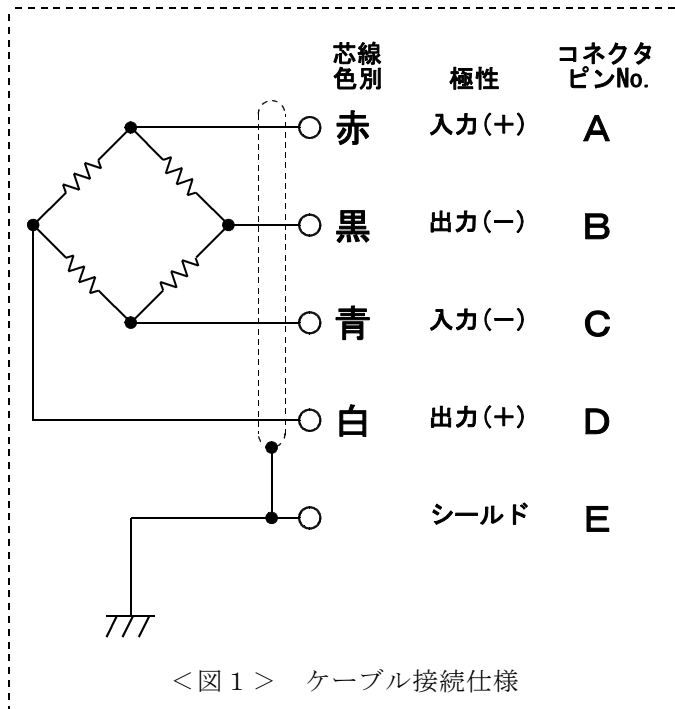 芯線
色別 極性 コネクタ
ピンNo.
赤 入力(＋) A
黒 出力(－) B
青 入力(－) C
白 出力(＋) D
シールド E
＜図１＞　ケーブル接続仕様